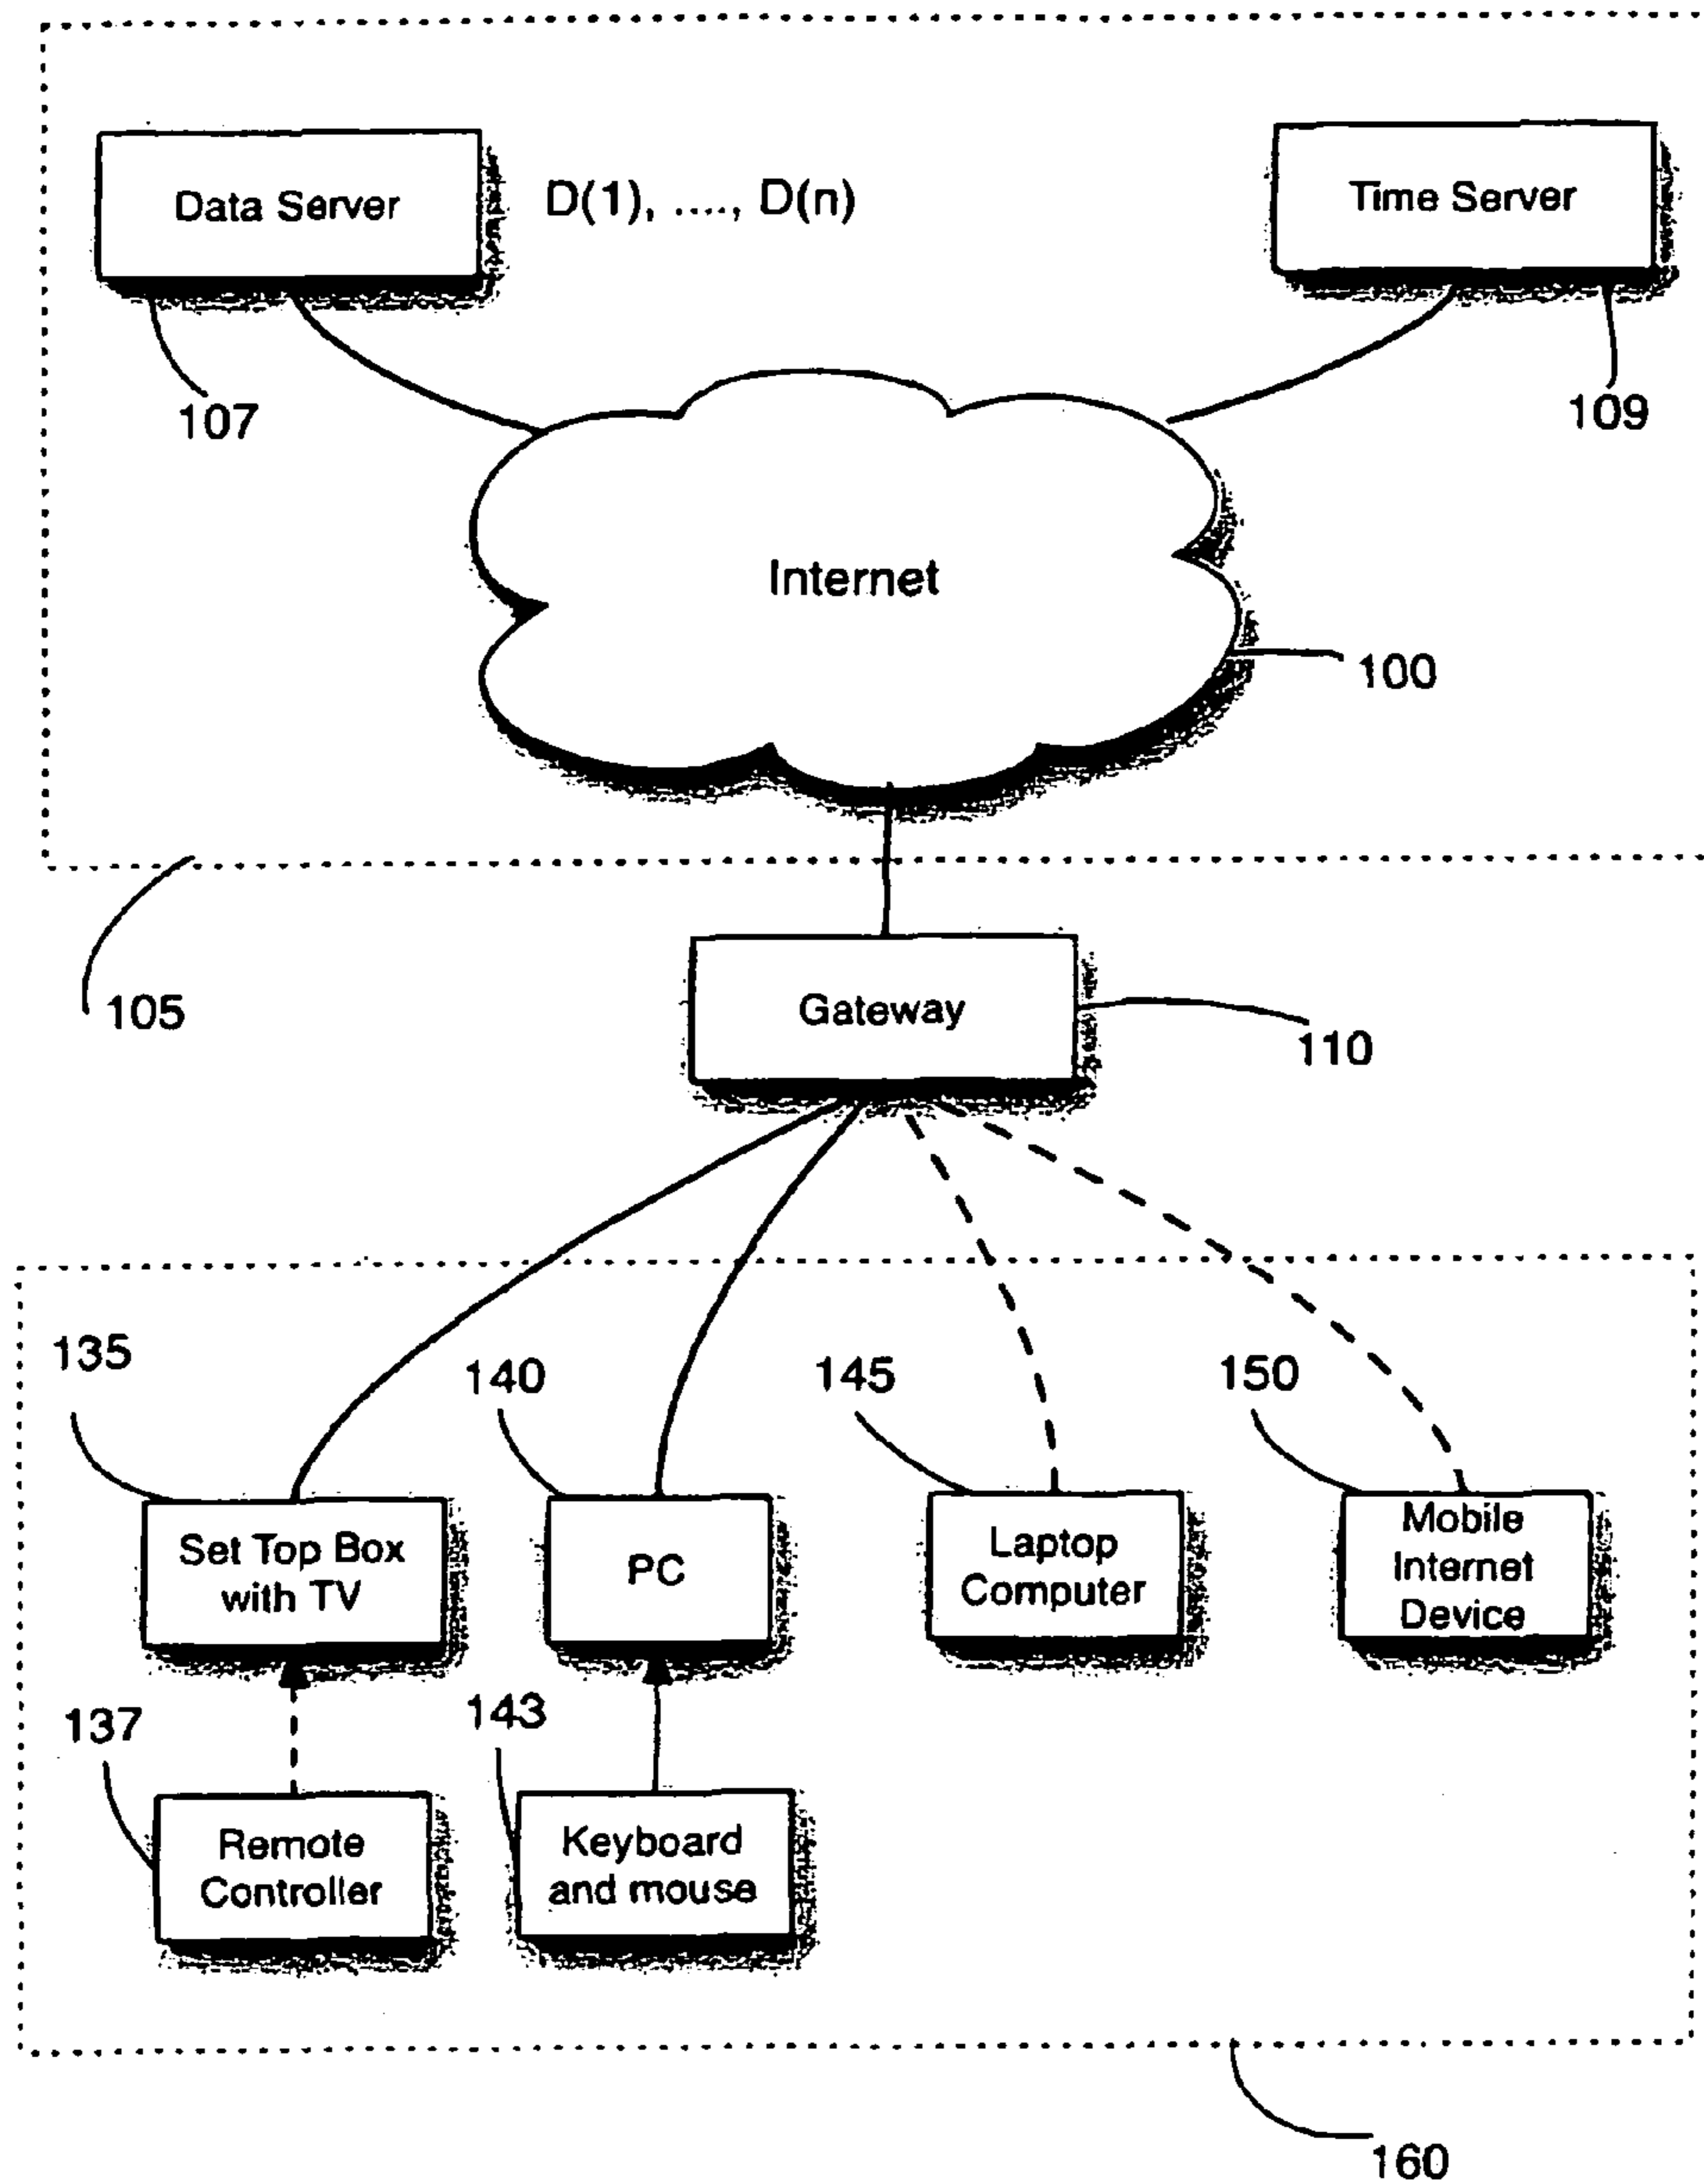 Data Server
D(1), ...., D(n)
Time Server
107
109
Internet
100
105
Gateway
110
135
140
145
150
Set Top Box
with TV
PC
Laptop
Computer
Mobile
Internet
Device
137
143
Remote
Controller
Keyboard
and mouse
160